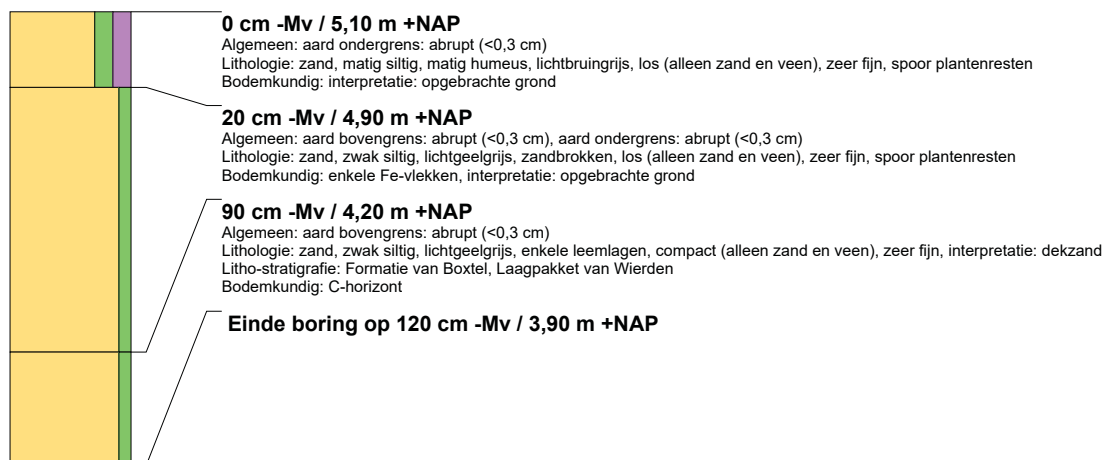 0 cm -Mv / 5,10 m +NAP
Algemeen: aard ondergrens: abrupt (<0,3 cm)
Lithologie: zand, matig siltig, matig humeus, lichtbruingrijs, los (alleen zand en veen), zeer fijn, spoor plantenresten
Bodemkundig: interpretatie: opgebrachte grond
20 cm -Mv / 4,90 m +NAP
Algemeen: aard bovengrens: abrupt (<0,3 cm), aard ondergrens: abrupt (<0,3 cm)
Lithologie: zand, zwak siltig, lichtgeelgrijs, zandbrokken, los (alleen zand en veen), zeer fijn, spoor plantenresten
Bodemkundig: enkele Fe-vlekken, interpretatie: opgebrachte grond
90 cm -Mv / 4,20 m +NAP
Algemeen: aard bovengrens: abrupt (<0,3 cm)
Lithologie: zand, zwak siltig, lichtgeelgrijs, enkele leemlagen, compact (alleen zand en veen), zeer fijn, interpretatie: dekzand
Litho-stratigrafie: Formatie van Boxtel, Laagpakket van Wierden
Bodemkundig: C-horizont
Einde boring op 120 cm -Mv / 3,90 m +NAP